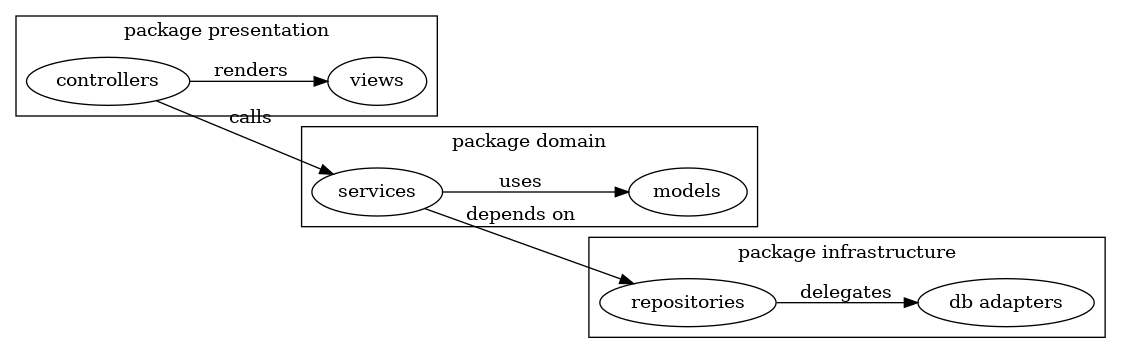 package presentation
controllers
renders
views
calls
package domain
services
uses
models
depends on
package infrastructure
repositories
delegates
db adapters